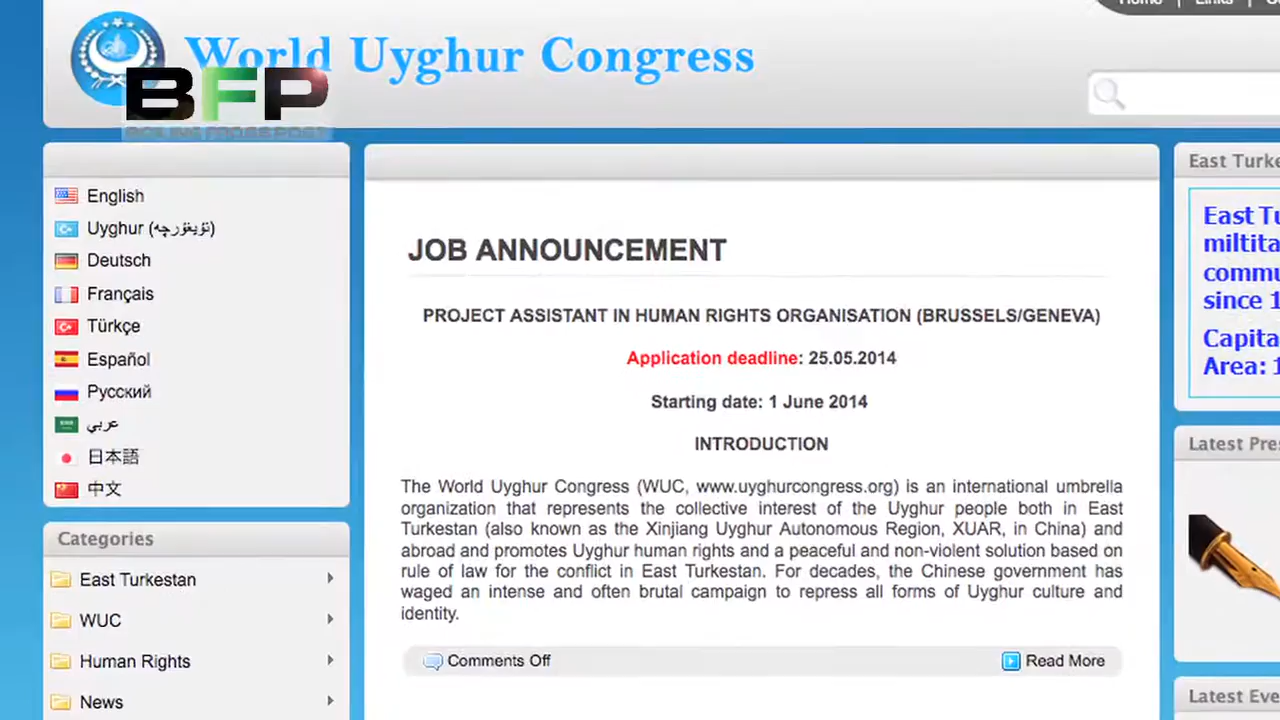 Home | Links |
World Uyghur Congress
BFP
BOILING FROGS POST
English
Uyghur (ئۇيغۇرچە)
Deutsch
Français
Türkçe
Español
Русский
عربي
日本語
中文
Categories
East Turkestan
WUC
Human Rights
News
JOB ANNOUNCEMENT
PROJECT ASSISTANT IN HUMAN RIGHTS ORGANISATION (BRUSSELS/GENEVA)
Application deadline: 25.05.2014
Starting date: 1 June 2014
INTRODUCTION
The World Uyghur Congress (WUC, www.uyghurcongress.org) is an international umbrella
organization that represents the collective interest of the Uyghur people both in East
Turkestan (also known as the Xinjiang Uyghur Autonomous Region, XUAR, in China) and
abroad and promotes Uyghur human rights and a peaceful and non-violent solution based on
rule of law for the conflict in East Turkestan. For decades, the Chinese government has
waged an intense and often brutal campaign to repress all forms of Uyghur culture and
identity.
Comments Off
Read More
East Turke
East Tu
miltita
commu
since 1
Capita
Area: 1
Latest Pres
Latest Eve